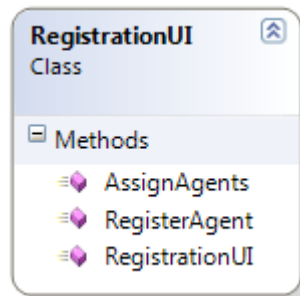 RegistrationUI
Class
Methods
AssignAgents
RegisterAgent
RegistrationUI